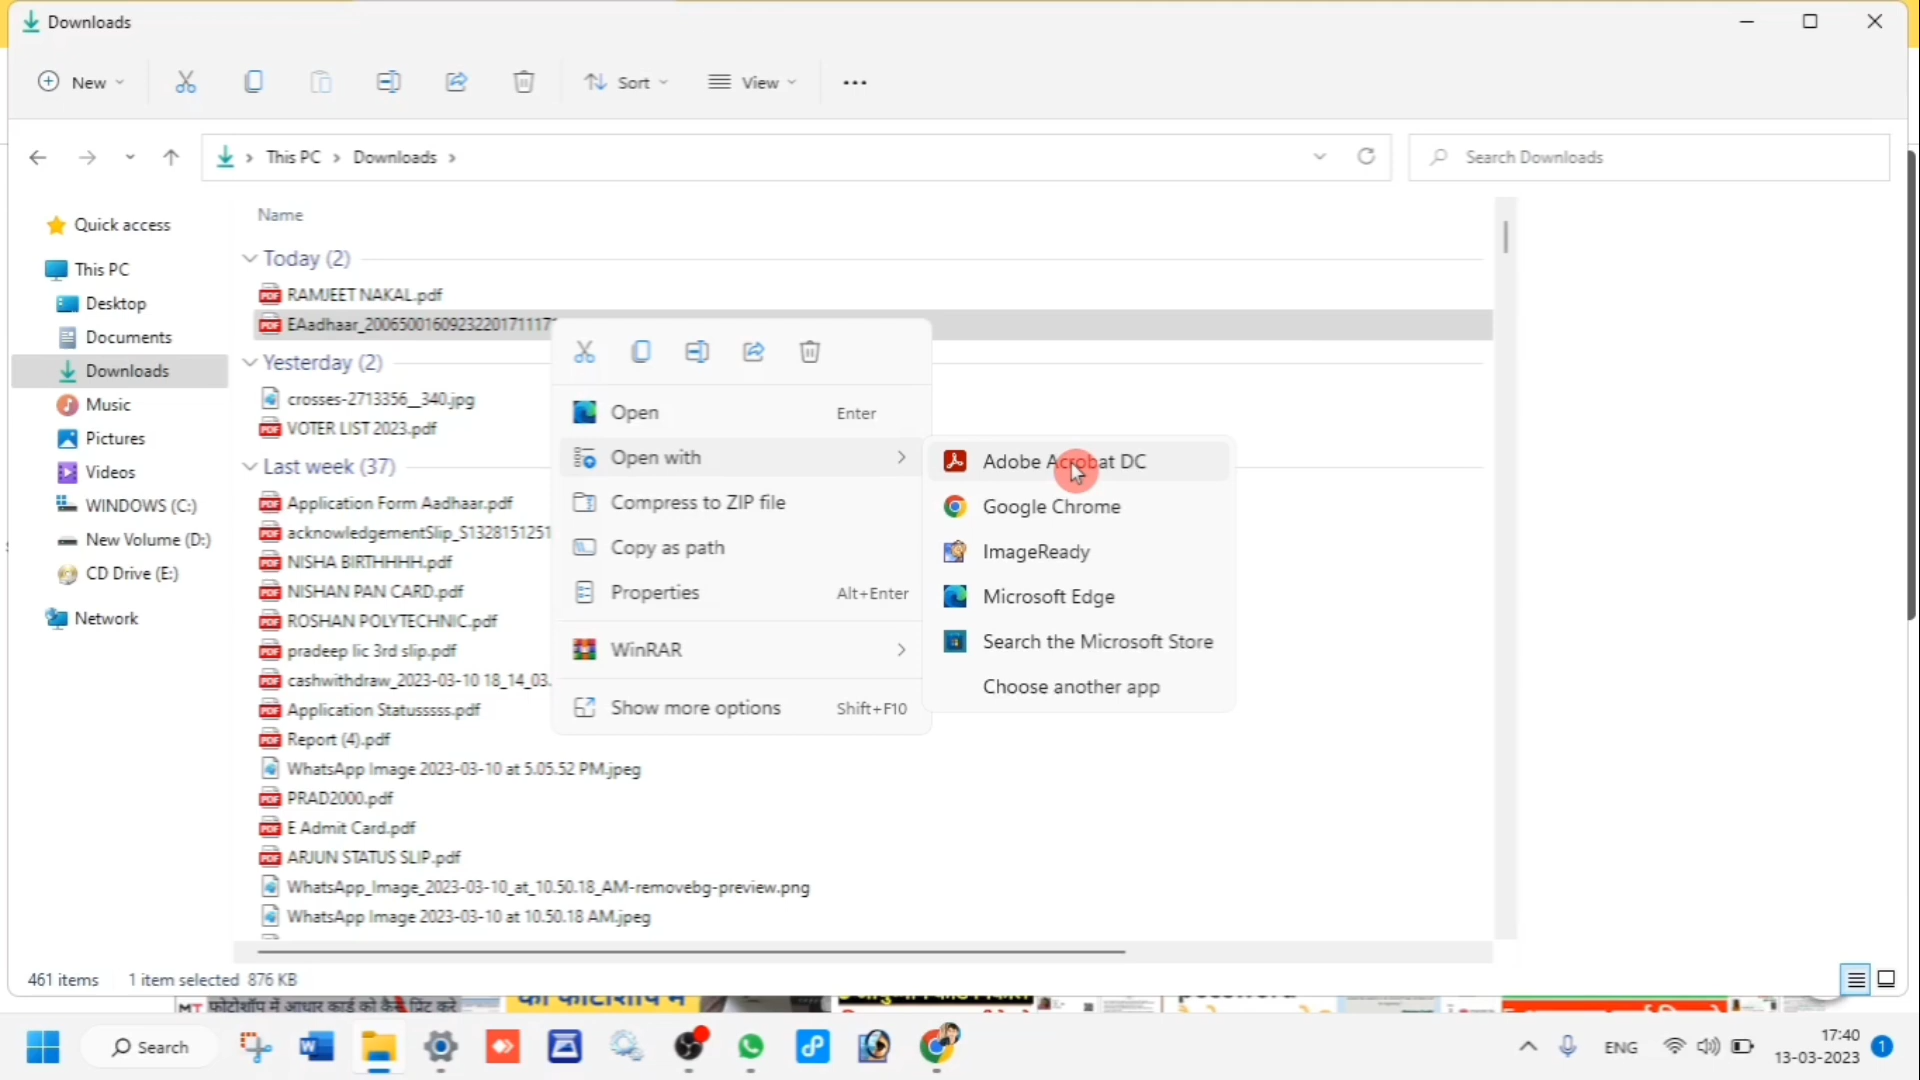 Downloads
New
Sort
View
This PC
Downloads
Search Downloads
Quick access
This PC
Desktop
Documents
Downloads
Music
Pictures
Videos
WINDOWS (C:)
New Volume (D:)
CD Drive (E:)
Network
Name
Today (2)
RAMJEET NAKAL.pdf
Yesterday (2)
crosses-2713356__340.jpg
VOTER LIST 2023.pdf
Last week (37)
Application Form Aadhaar.pdf
acknowledgementSlip_S1328151251
NISHA BIRTHHHH.pdf
NISHAN PAN CARD.pdf
ROSHAN POLYTECHNIC.pdf
pradeep lic 3rd slip.pdf
cashwithdraw_2023-03-10 18_14_03.
Application Statusssss.pdf
Report (4).pdf
WhatsApp Image 2023-03-10 at 5.05.52 PM.jpeg
PRAD2000.pdf
E Admit Card.pdf
ARJUN STATUS SLIP.pdf
WhatsApp_Image_2023-03-10_at_10.50.18_AM-removebg-preview.png
WhatsApp Image 2023-03-10 at 10.50.18 AM.jpeg
Open Enter
Open with
Compress to ZIP file
Copy as path
Properties Alt+Enter
WinRAR
Show more options Shift+F10
Adobe Acrobat DC
Google Chrome
ImageReady
Microsoft Edge
Search the Microsoft Store
Choose another app
461 items 1 item selected 876 KB
MT फोटोशॉप में आधार कार्ड को कैसे प्रिंट करे
Search
ENG
17:40
13-03-2023
1